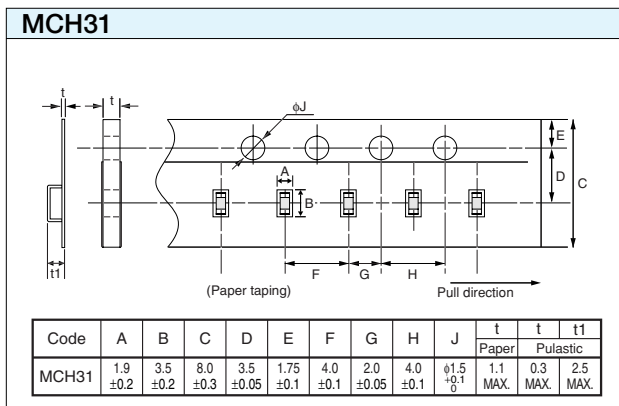 MCH31
t
t
ϕJ
A
B
E
D
C
t1
F
G
H
(Paper taping)
Pull direction
Code A B C D E F G H J t t t1
Paper Pulastic
MCH31 1.9 ±0.2 3.5 ±0.2 8.0 ±0.3 3.5 ±0.05 1.75 ±0.1 4.0 ±0.1 2.0 ±0.05 4.0 ±0.1 ϕ1.5 +0.1 0 1.1 MAX. 0.3 MAX. 2.5 MAX.